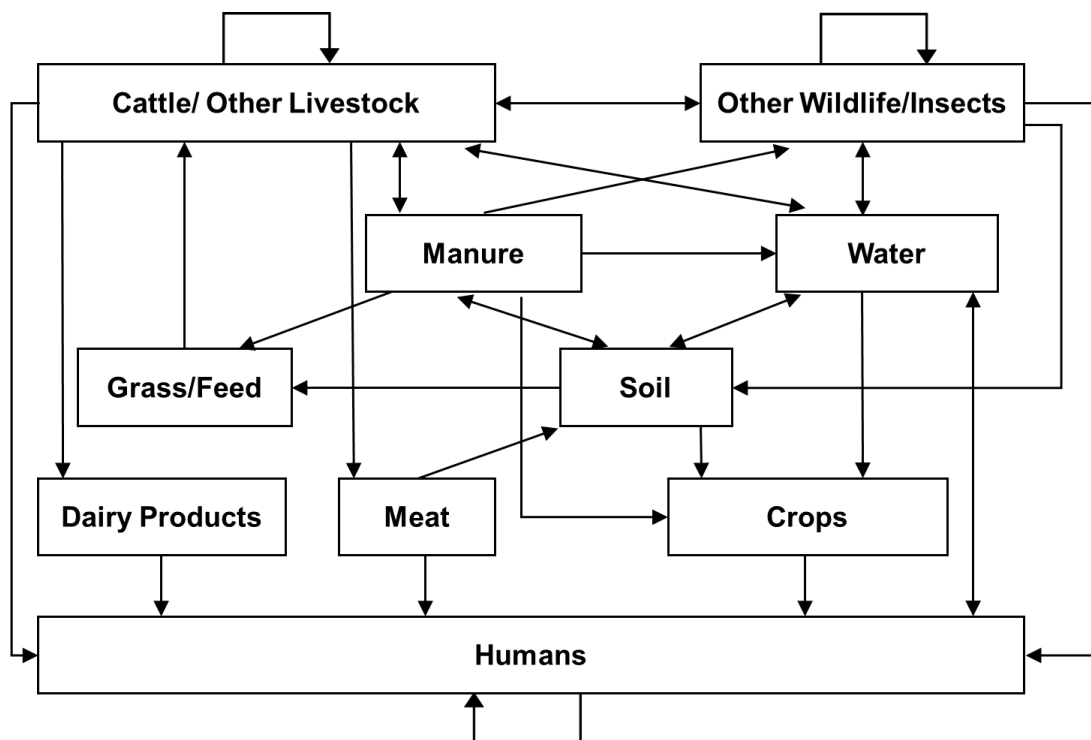 Cattle/ Other Livestock
Other Wildlife/Insects
Manure
Water
Grass/Feed
Soil
Dairy Products
Meat
Crops
Humans